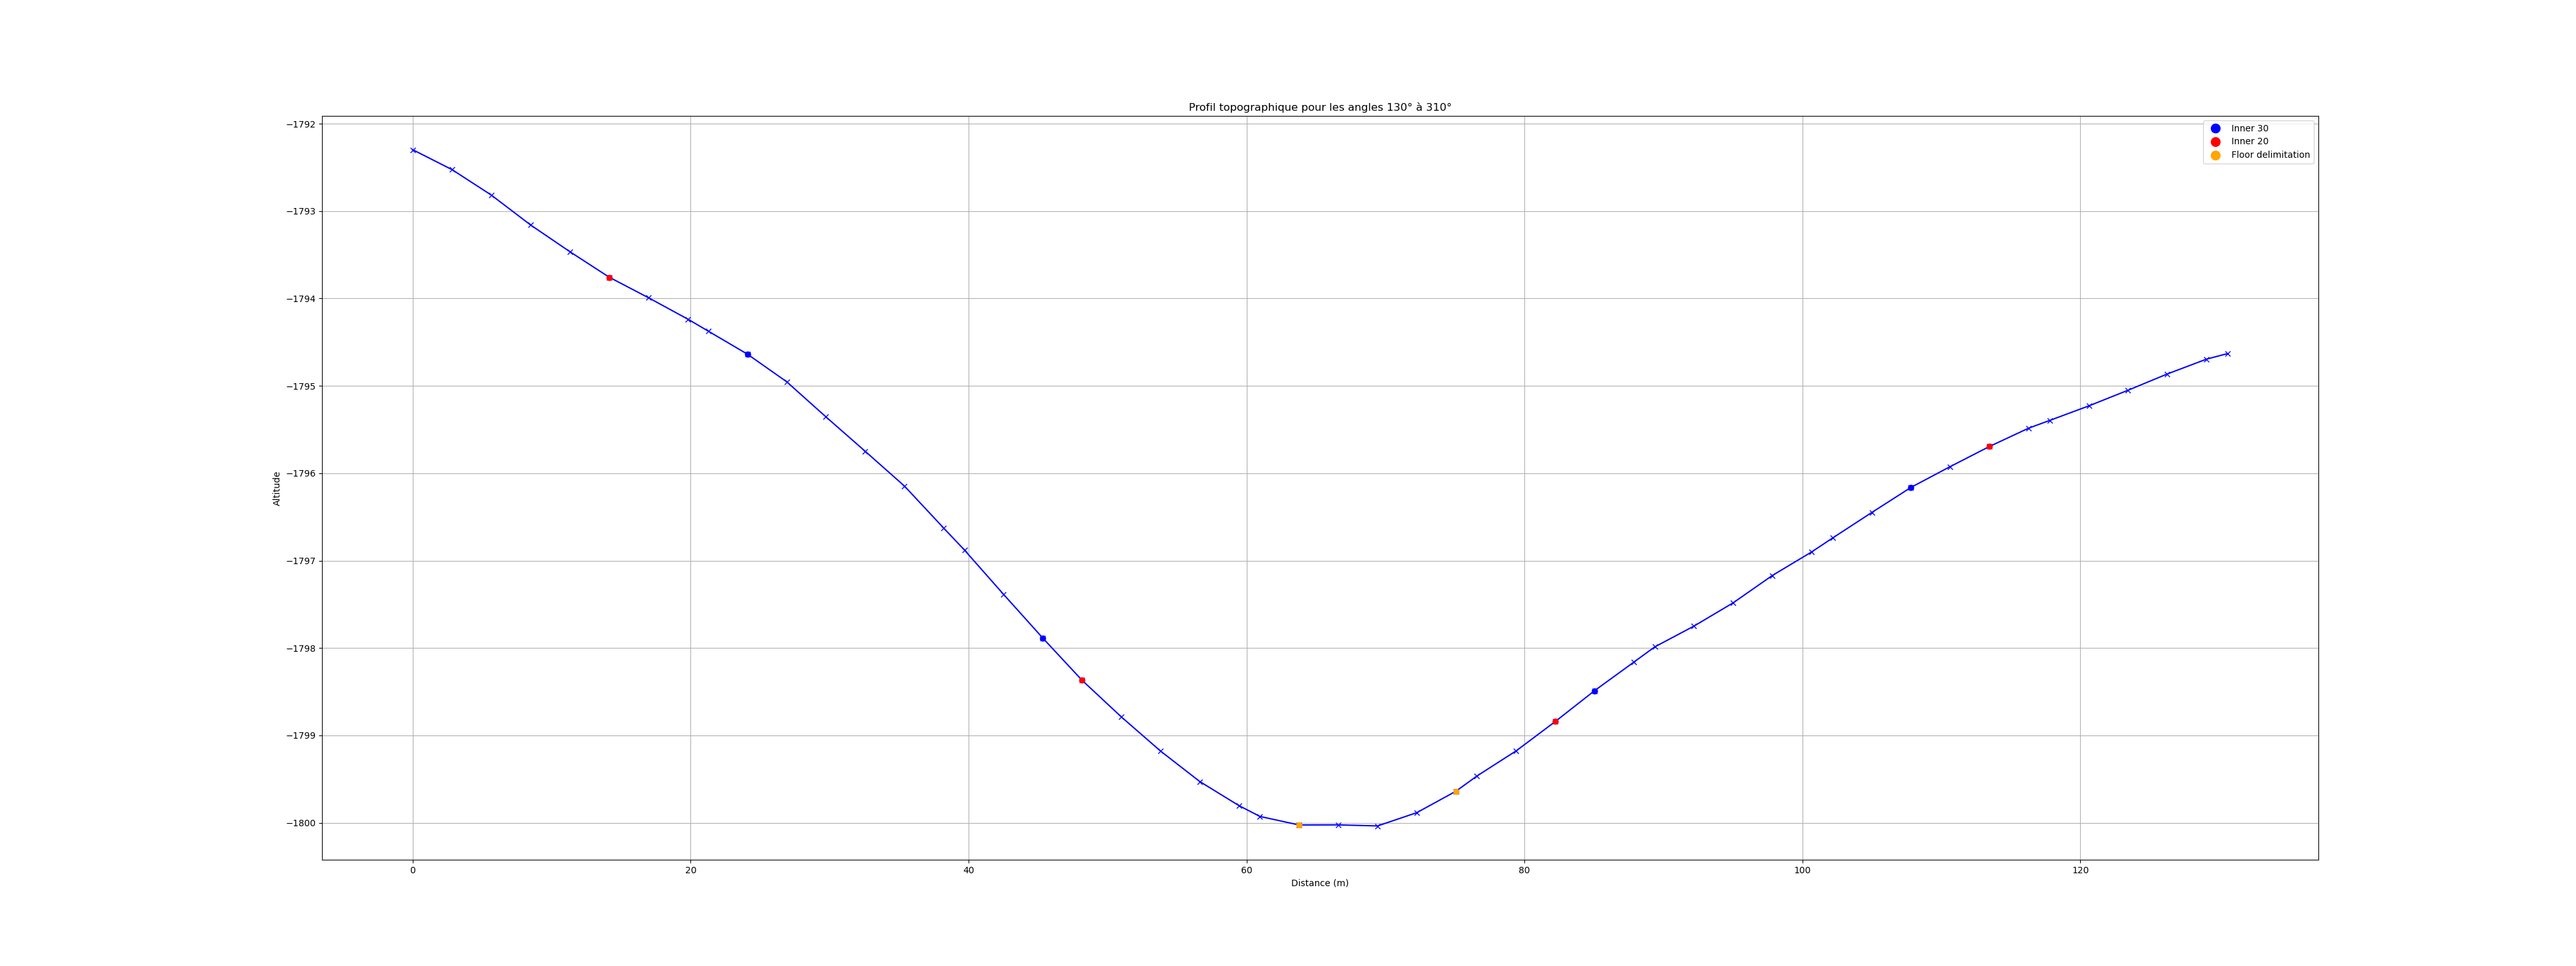 Profil topographique pour les angles 130° à 310°
Inner 30
Inner 20
Floor delimitation
−1792
−1793
−1794
−1795
−1796
−1797
−1798
−1799
−1800
Altitude
0 20 40 60 80 100 120
Distance (m)